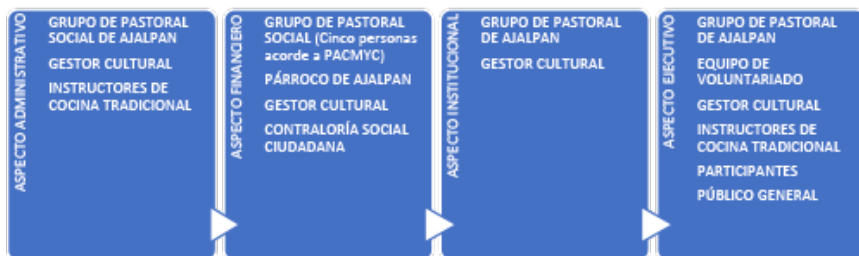 ASPECTO ADMINISTRATIVO
GRUPO DE PASTORAL
SOCIAL DE AJALPAN
GESTOR CULTURAL
INSTRUCTORES DE
COCINA TRADICIONAL
ASPECTO FINANCIERO
GRUPO DE PASTORAL
SOCIAL (Cinco personas
acorde a PACMYC)
PÁRROCO DE AJALPAN
GESTOR CULTURAL
CONTRALORÍA SOCIAL
CIUDADANA
ASPECTO INSTITUCIONAL
GRUPO DE PASTORAL
DE AJALPAN
GESTOR CULTURAL
ASPECTO EJECUTIVO
GRUPO DE PASTORAL
DE AJALPAN
EQUIPO DE
VOLUNTARIADO
GESTOR CULTURAL
INSTRUCTORES DE
COCINA TRADICIONAL
PARTICIPANTES
PÚBLICO GENERAL